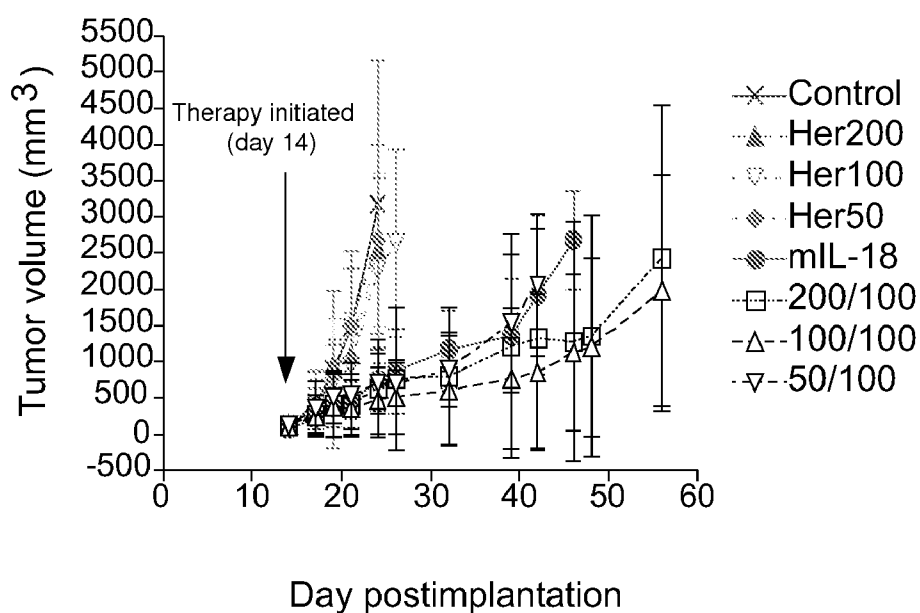 5500
5000
4500
4000
3500
3000
2500
2000
1500
1000
500
0
-500
Tumor volume (mm3)
Therapy initiated
(day 14)
0 10 20 30 40 50 60
Day postimplantation
Control
Her200
Her100
Her50
mIL-18
200/100
100/100
50/100